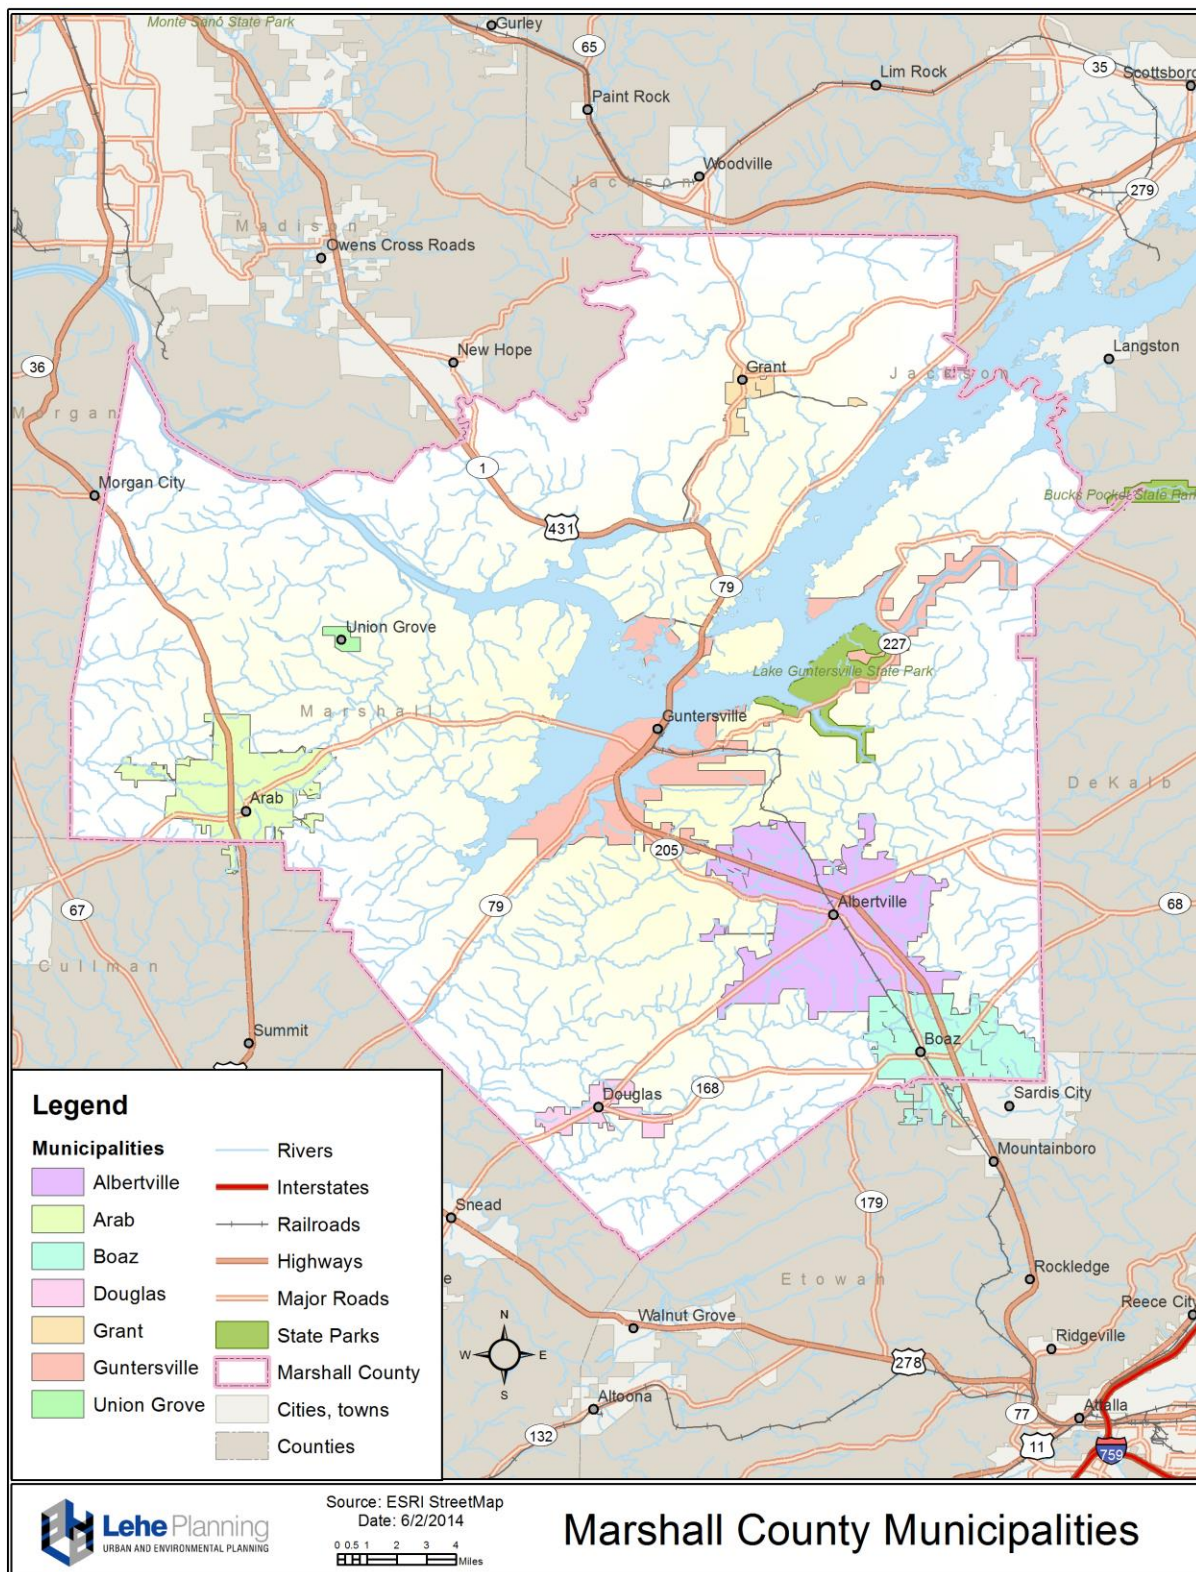 Monte Sano State Park
Gurley
65
35
Lim Rock
Scottsboro
Paint Rock
Woodville
Jackson
279
Madison
Owens Cross Roads
36
New Hope
Langston
Grant
Jackson
Morgan
1
Morgan City
Bucks Pocket State Park
431
79
Union Grove
227
Lake Guntersville State Park
Marshall
Guntersville
DeKalb
Arab
205
67
79
Albertville
68
Cullman
Summit
Boaz
168
Douglas
Sardis City
Mountainboro
179
Snead
Etowah
Rockledge
Reece City
Walnut Grove
Ridgeville
278
Altoona
77
Attalla
132
11
759
N
W
E
S
Legend
Municipalities
Albertville
Arab
Boaz
Douglas
Grant
Guntersville
Union Grove
Rivers
Interstates
Railroads
Highways
Major Roads
State Parks
Marshall County
Cities, towns
Counties
Lehe Planning
URBAN AND ENVIRONMENTAL PLANNING
Source: ESRI StreetMap
Date: 6/2/2014
0 0.5 1 2 3 4
Miles
Marshall County Municipalities